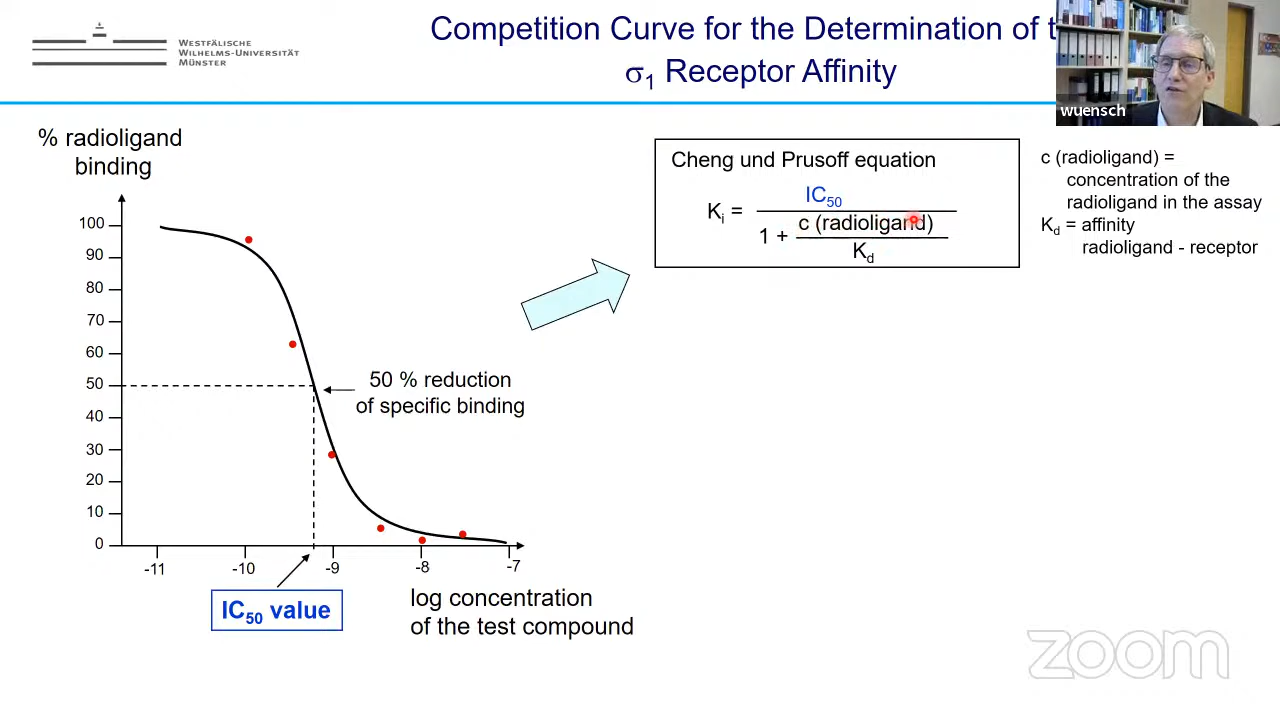 WESTFÄLISCHE
WILHELMS-UNIVERSITÄT
MÜNSTER
Competition Curve for the Determination of t
σ1 Receptor Affinity
wuensch
% radioligand
binding
100
90
80
70
60
50
40
30
20
10
0
-11
-10
-9
-8
-7
50 % reduction
of specific binding
IC50 value
log concentration
of the test compound
Cheng und Prusoff equation
Ki =
IC50
1 +
c (radioligand)
Kd
c (radioligand) =
concentration of the
radioligand in the assay
Kd = affinity
radioligand - receptor
zoom